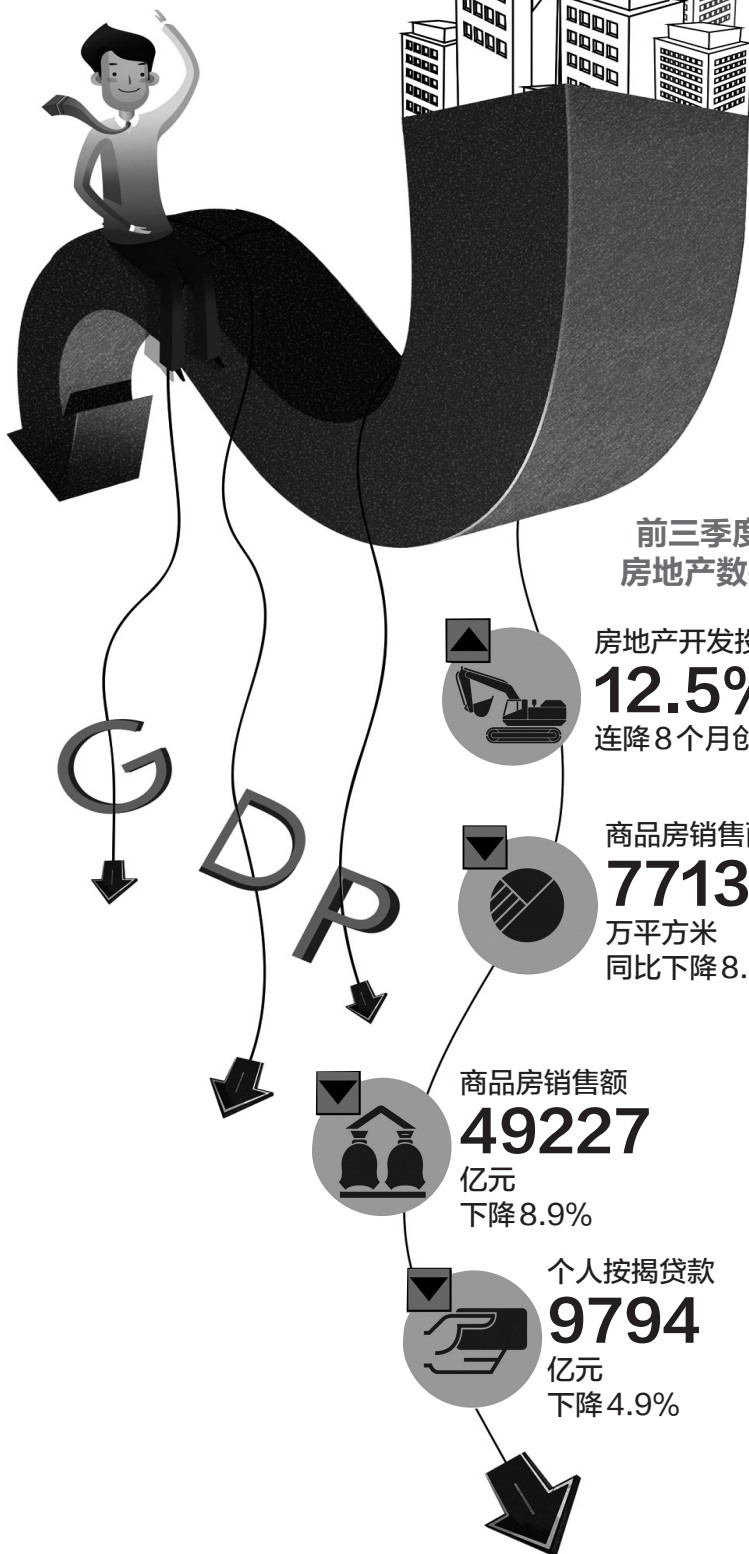 前三季度
房地产数
房地产开发投
12.5%
连降8个月创
商品房销售面
7713
万平方米
同比下降8.
G
D
P
商品房销售额
49227
亿元
下降8.9%
个人按揭贷款
9794
亿元
下降4.9%